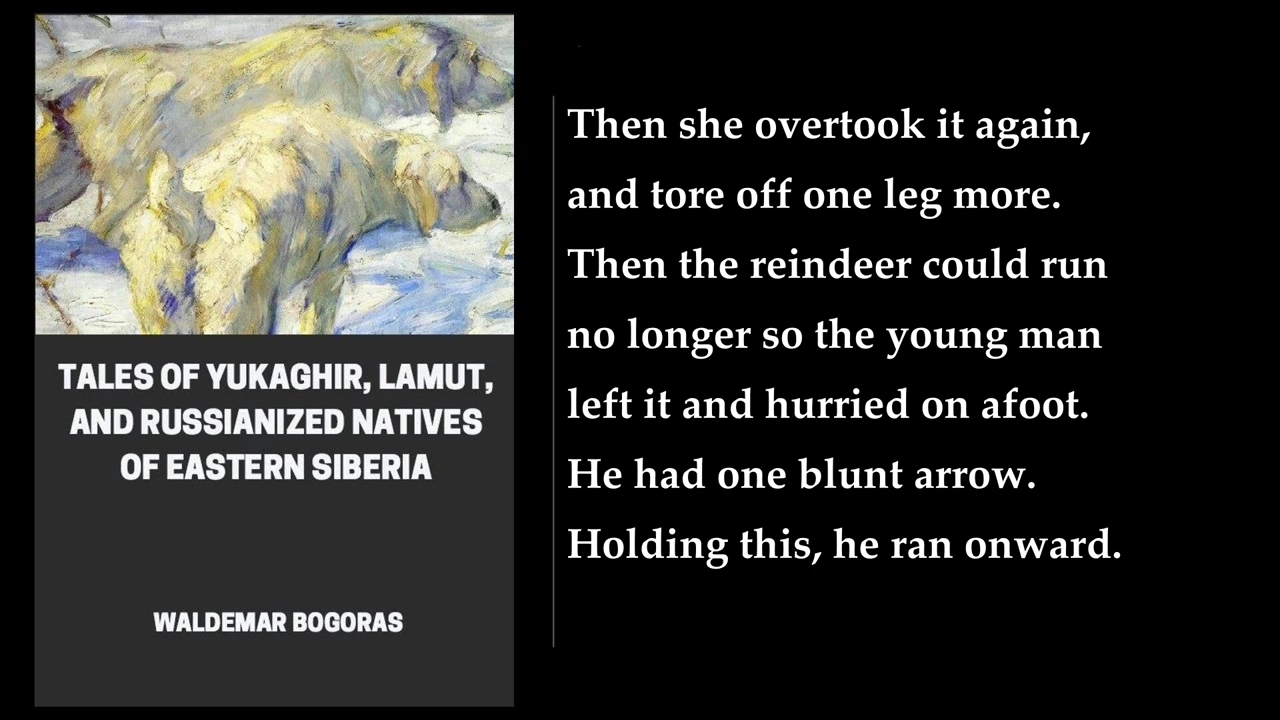 TALES OF YUKAGHIR, LAMUT,
AND RUSSIANIZED NATIVES
OF EASTERN SIBERIA
WALDEMAR BOGORAS
Then she overtook it again,
and tore off one leg more.
Then the reindeer could run
no longer so the young man
left it and hurried on afoot.
He had one blunt arrow.
Holding this, he ran onward.